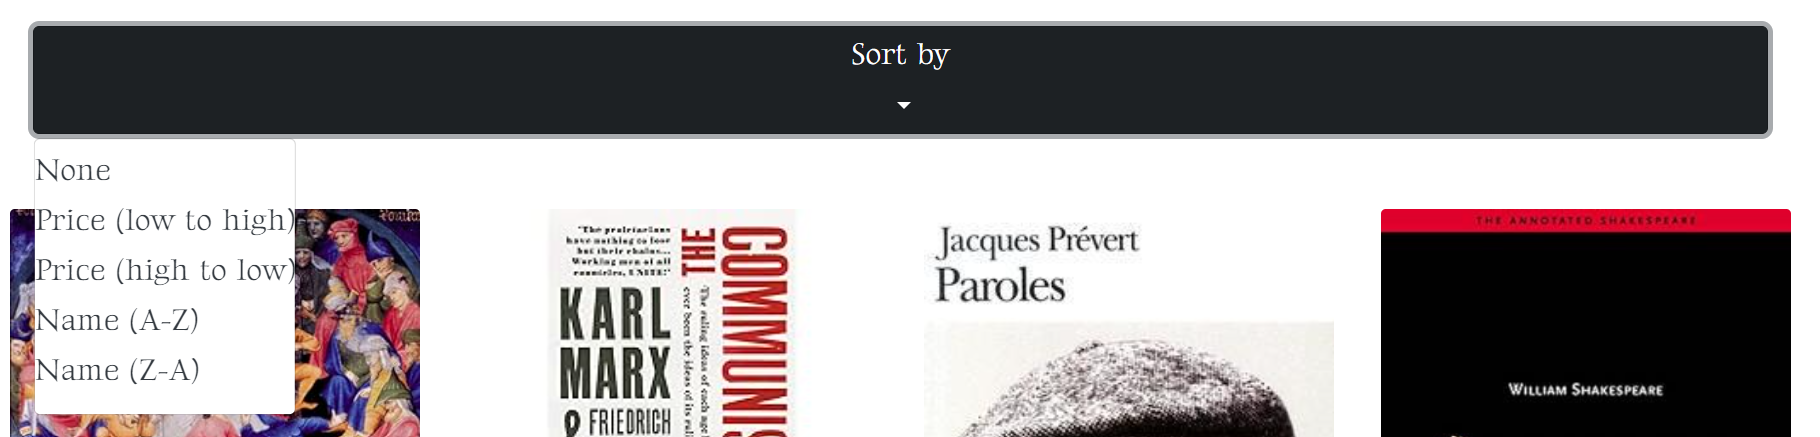 Sort by
None
Price (low to high)
Price (high to low)
Name (A-Z)
Name (Z-A)
"The proletarians
have nothing to lose
but their chains...
Working men of all
countries, UNITE!"
THE
COMMUNIS
KARL
MARX
& FRIEDRICH
"The ruling ideas of each age
ever been the ideas of its ruli
Jacques Prévert
Paroles
THE ANNOTATED SHAKESPEARE
WILLIAM SHAKESPEARE